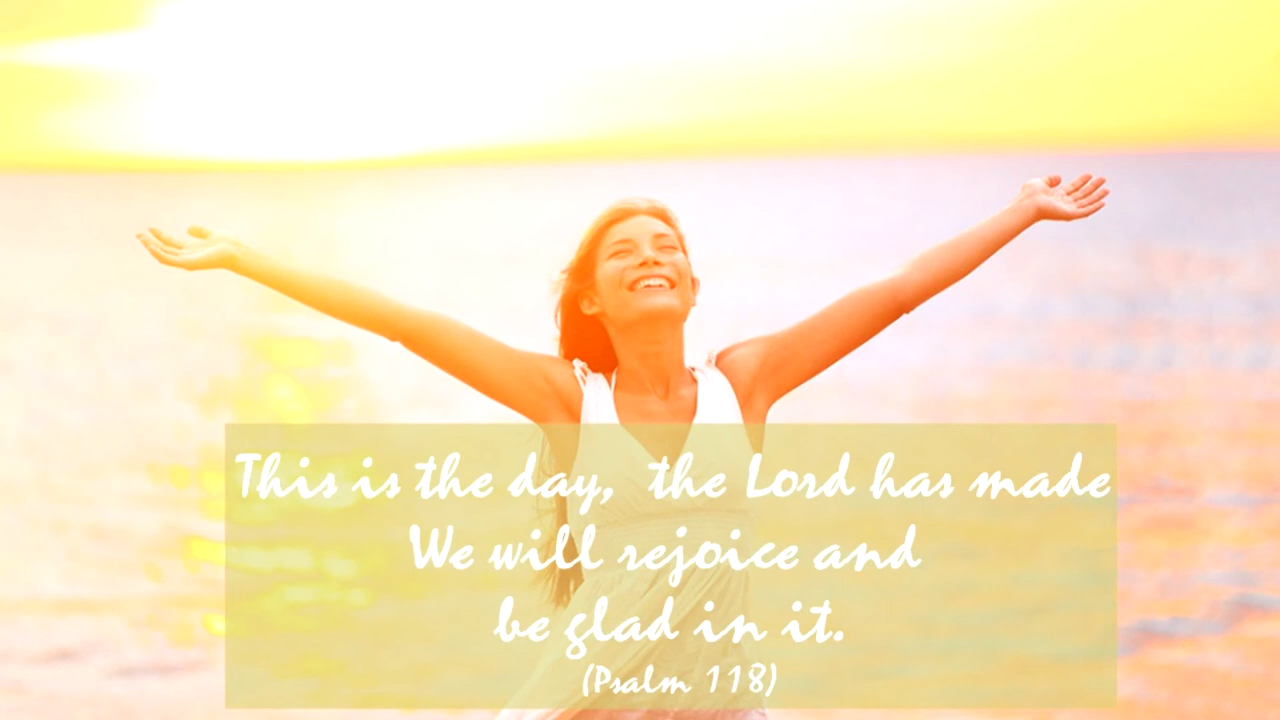 This is the day, the Lord has made
We will rejoice and
be glad in it.
(Psalm 118)